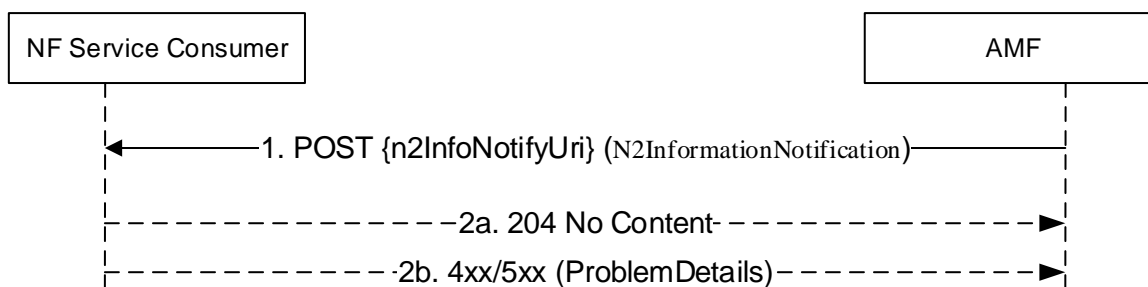 NF Service Consumer
AMF
1. POST {n2InfoNotifyUri} (N2InformationNotification)
2a. 204 No Content
2b. 4xx/5xx (ProblemDetails)